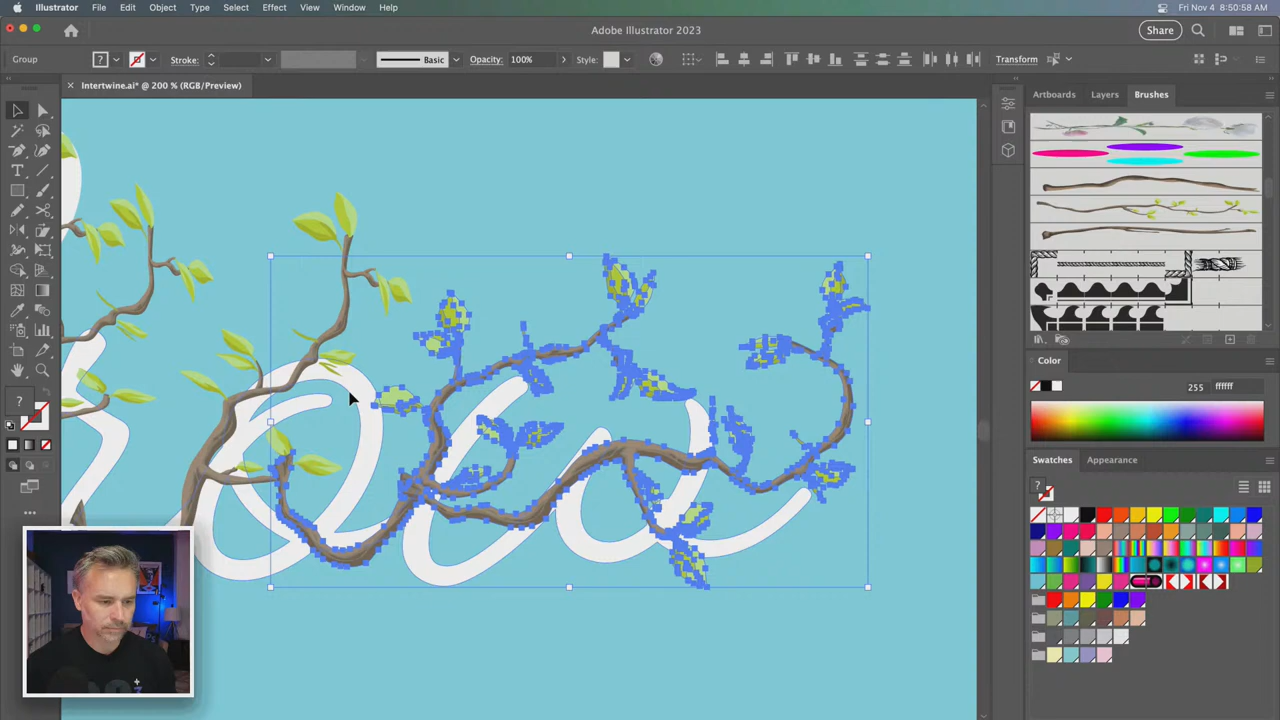 Illustrator File Edit Object Type Select Effect View Window Help Fri Nov 4 8:50:58 AM
Adobe Illustrator 2023
Share
Group
?
Stroke:
Basic
Opacity: 100%
Style:
Transform
× Intertwine.ai* @ 200 % (RGB/Preview)
Artboards Layers Brushes
Color
255 ffffff
Swatches Appearance
?
?